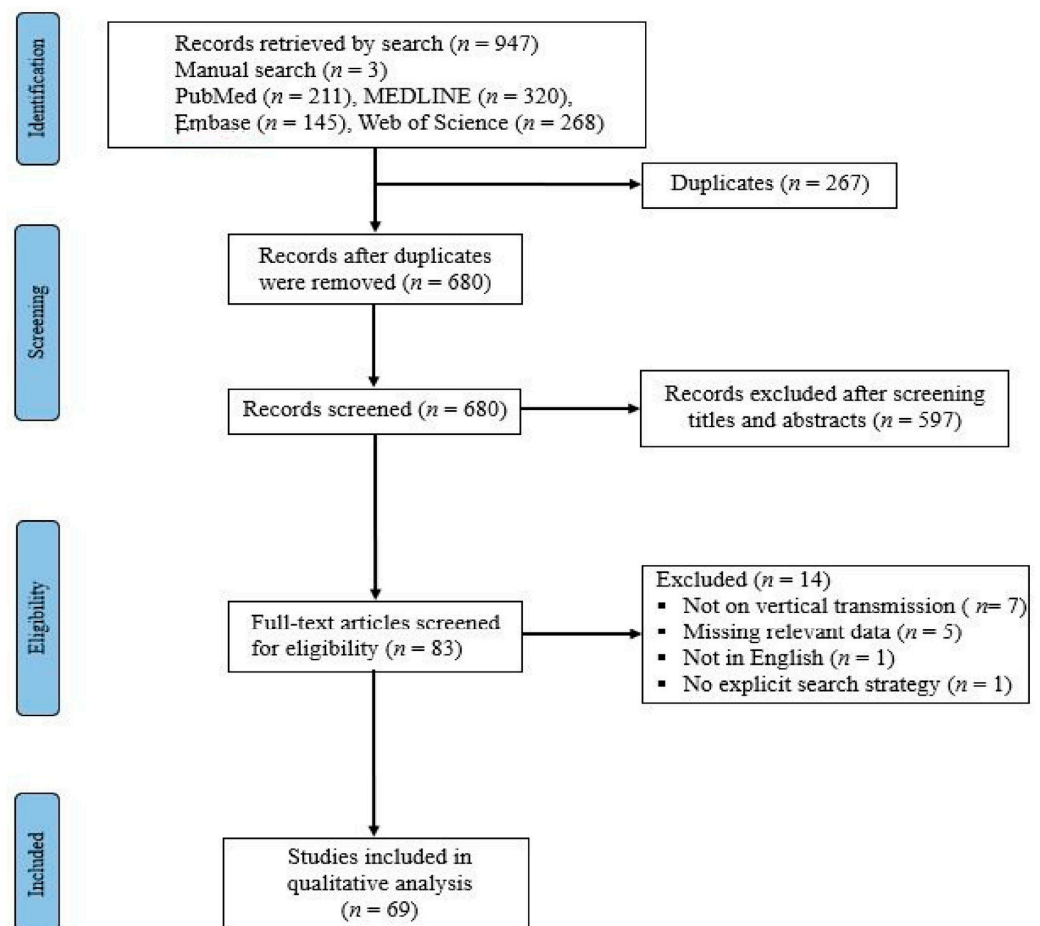 Identification
Records retrieved by search (n = 947)
Manual search (n = 3)
PubMed (n = 211), MEDLINE (n = 320),
Embase (n = 145), Web of Science (n = 268)
Duplicates (n = 267)
Screening
Records after duplicates
were removed (n = 680)
Records screened (n = 680)
Records excluded after screening
titles and abstracts (n = 597)
Eligibility
Full-text articles screened
for eligibility (n = 83)
Excluded (n = 14)
▪ Not on vertical transmission ( n= 7)
▪ Missing relevant data (n = 5)
▪ Not in English (n = 1)
▪ No explicit search strategy (n = 1)
Included
Studies included in
qualitative analysis
(n = 69)